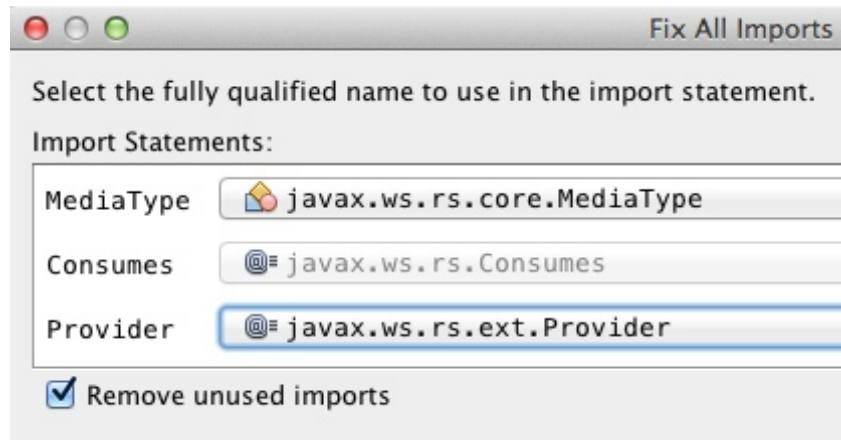 Fix All Imports
Select the fully qualified name to use in the import statement.
Import Statements:
MediaType javax.ws.rs.core.MediaType
Consumes javax.ws.rs.Consumes
Provider javax.ws.rs.ext.Provider
Remove unused imports